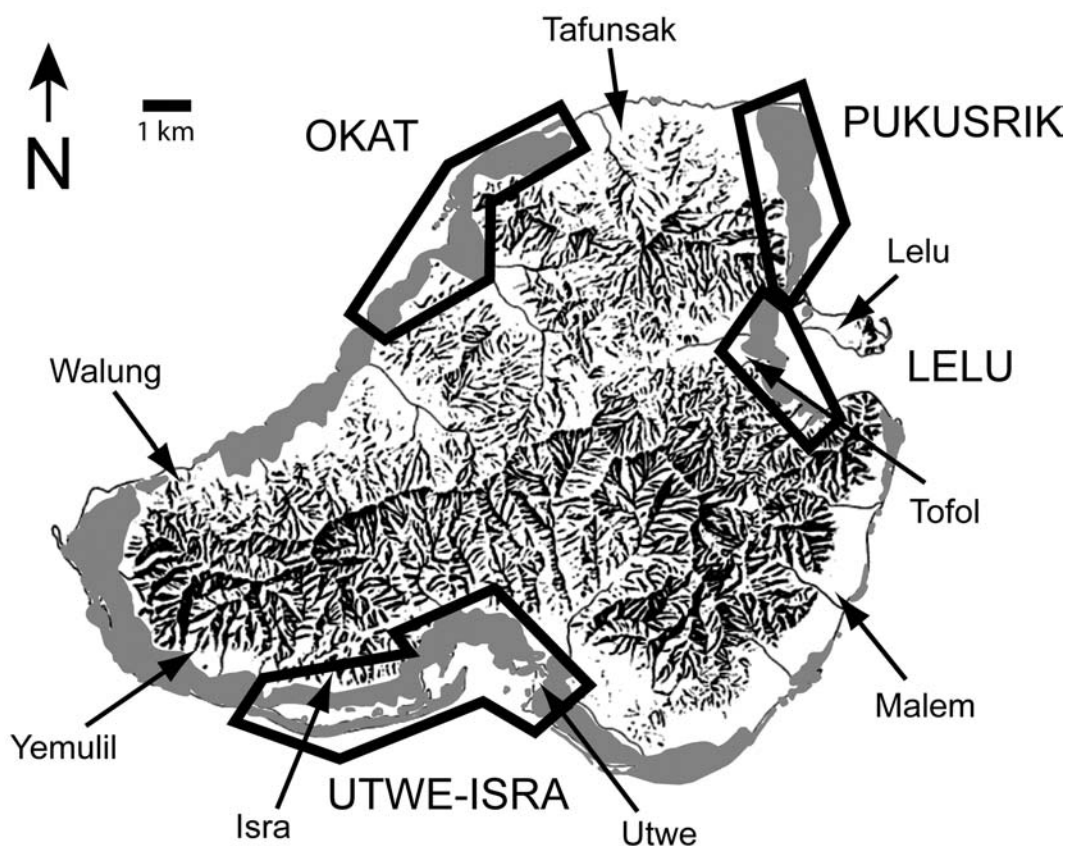 Tafunsak
OKAT
PUKUSRIK
1 km
N
Lelu
Walung
LELU
Tofol
Malem
Yemulil
UTWE-ISRA
Isra
Utwe